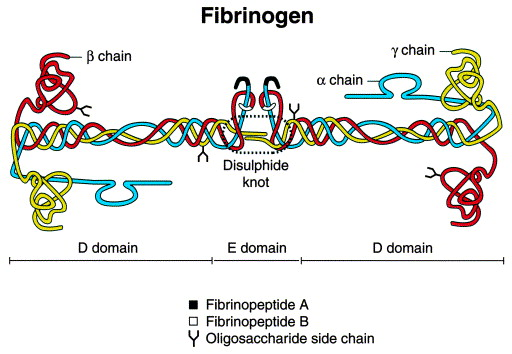 Fibrinogen
β chain
γ chain
α chain
Disulphide
knot
D domain
E domain
D domain
Fibrinopeptide A
Fibrinopeptide B
Oligosaccharide side chain